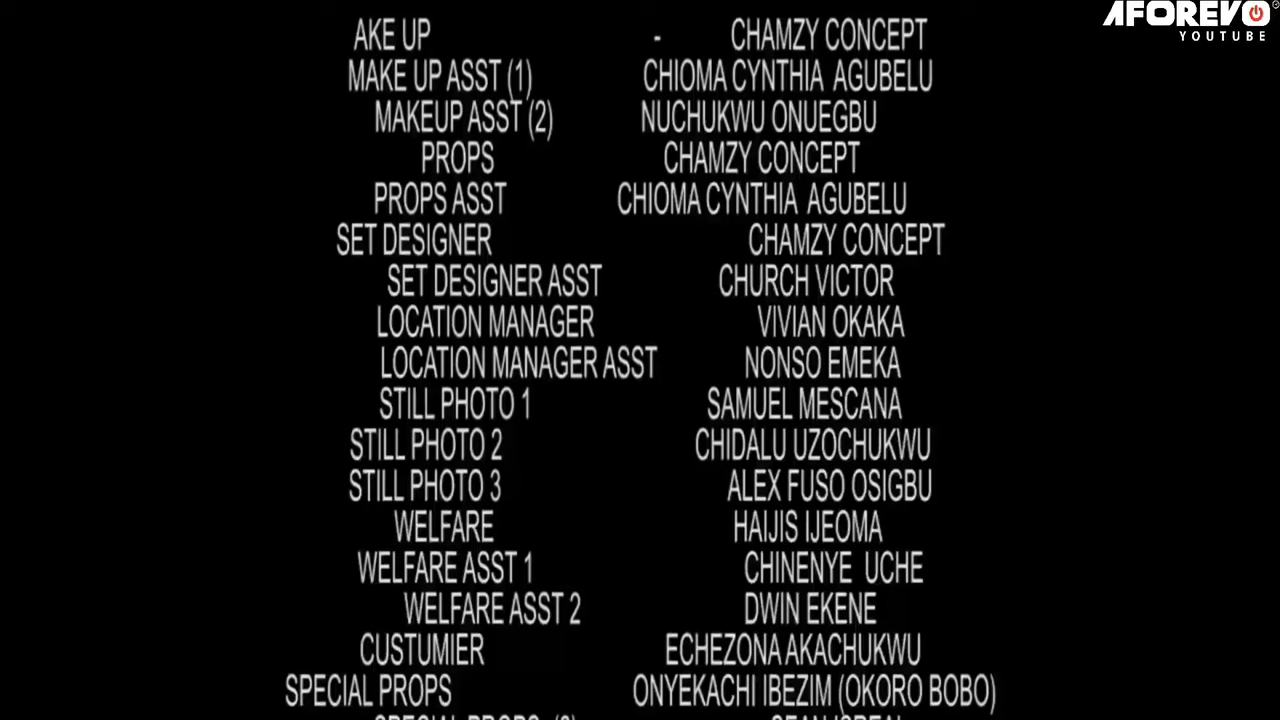 AFOREVO
YOUTUBE
AKE UP - CHAMZY CONCEPT
MAKE UP ASST (1) CHIOMA CYNTHIA AGUBELU
MAKEUP ASST (2) NUCHUKWU ONUEGBU
PROPS CHAMZY CONCEPT
PROPS ASST CHIOMA CYNTHIA AGUBELU
SET DESIGNER CHAMZY CONCEPT
SET DESIGNER ASST CHURCH VICTOR
LOCATION MANAGER VIVIAN OKAKA
LOCATION MANAGER ASST NONSO EMEKA
STILL PHOTO 1 SAMUEL MESCANA
STILL PHOTO 2 CHIDALU UZOCHUKWU
STILL PHOTO 3 ALEX FUSO OSIGBU
WELFARE HAIJIS IJEOMA
WELFARE ASST 1 CHINENYE UCHE
WELFARE ASST 2 DWIN EKENE
CUSTUMIER ECHEZONA AKACHUKWU
SPECIAL PROPS ONYEKACHI IBEZIM (OKORO BOBO)
SPECIAL PROPS